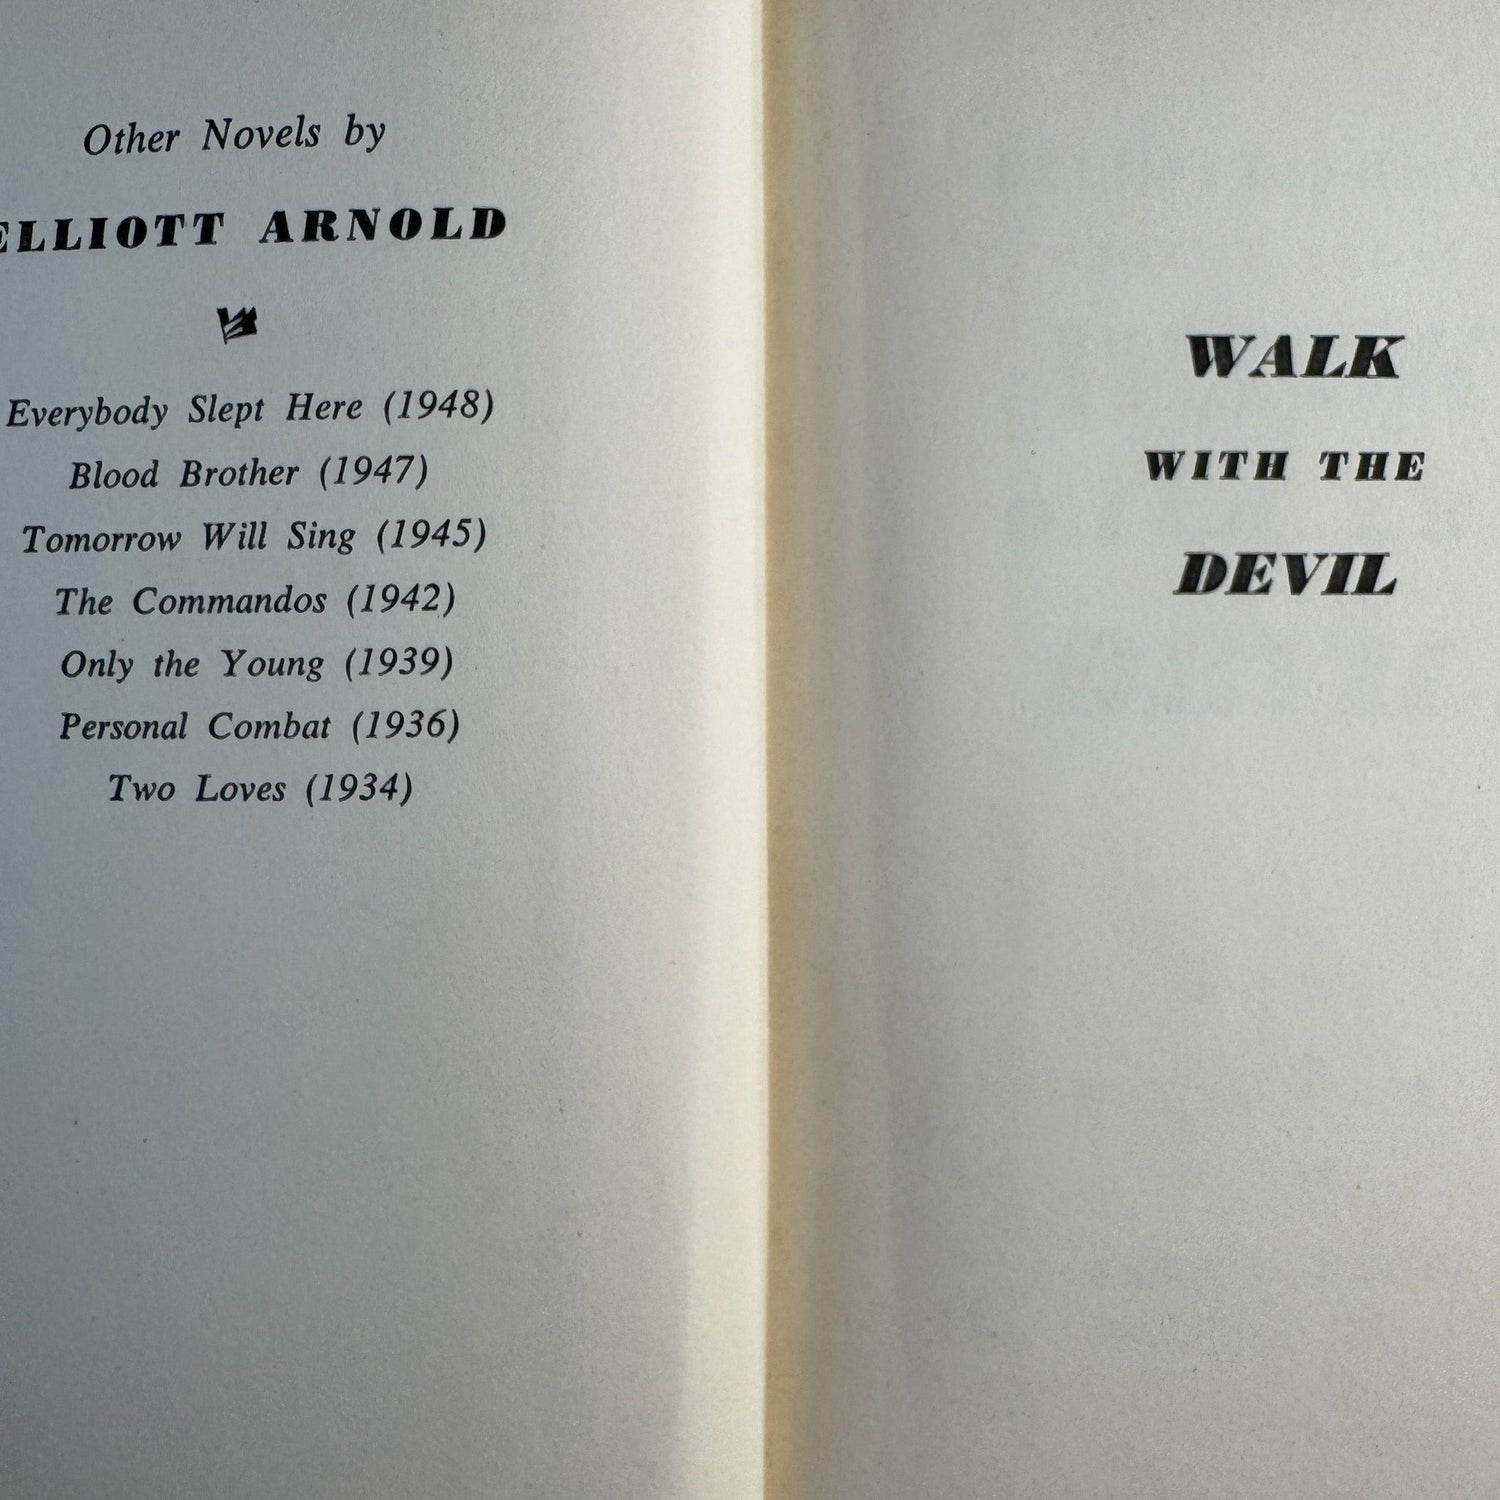 Other Novels by
ELLIOTT ARNOLD
Everybody Slept Here (1948)
Blood Brother (1947)
Tomorrow Will Sing (1945)
The Commandos (1942)
Only the Young (1939)
Personal Combat (1936)
Two Loves (1934)
WALK
WITH THE
DEVIL